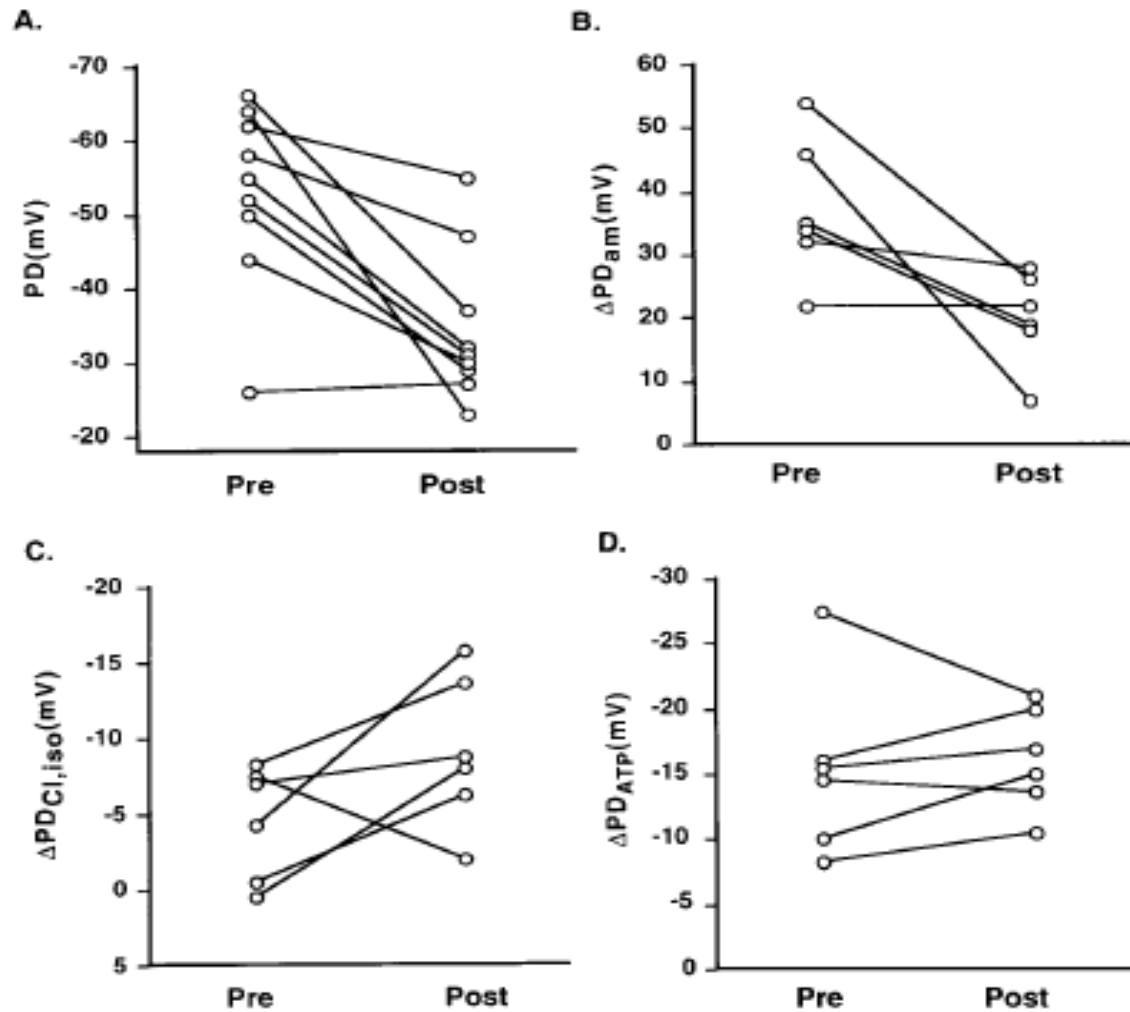 A.
PD(mV)
-70
-60
-50
-40
-30
-20
Pre Post
B.
ΔPDam(mV)
60
50
40
30
20
10
0
Pre Post
C.
ΔPDCl,iso(mV)
-20
-15
-10
-5
0
5
Pre Post
D.
ΔPDATP(mV)
-30
-25
-20
-15
-10
-5
0
Pre Post